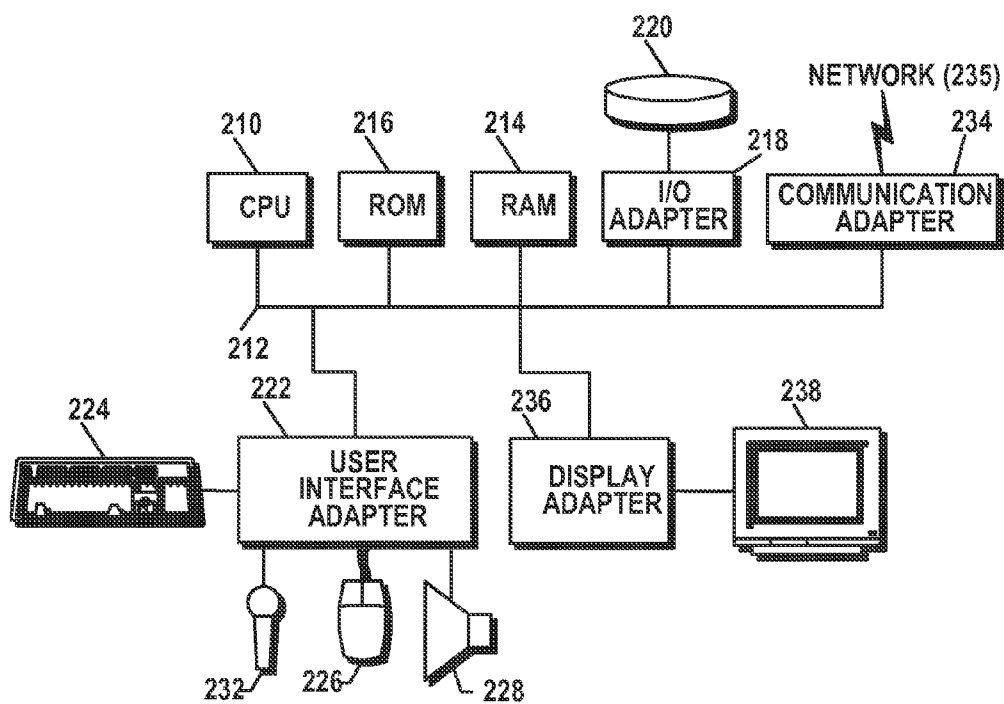 220
NETWORK (235)
210
216
214
218
234
CPU
ROM
RAM
I/O
ADAPTER
COMMUNICATION
ADAPTER
212
224
222
236
238
USER
INTERFACE
ADAPTER
DISPLAY
ADAPTER
232
226
228